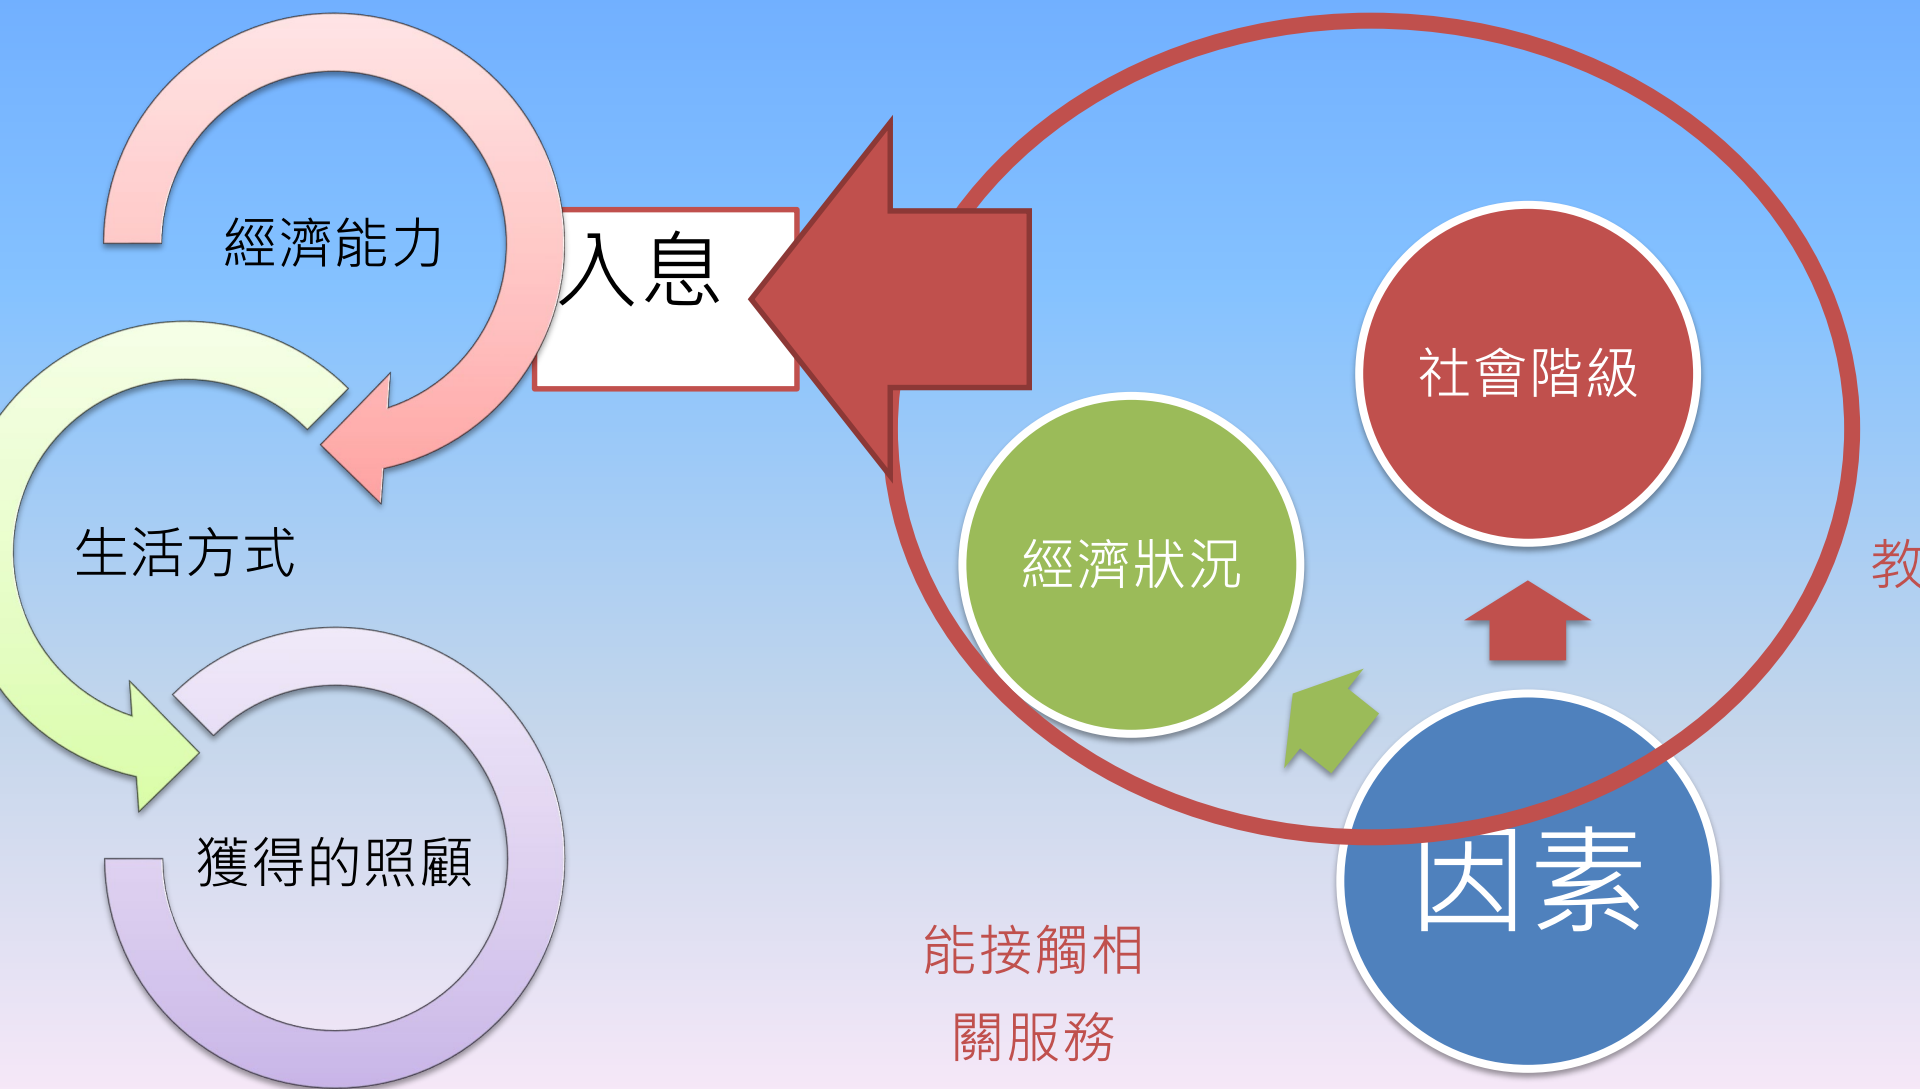 經濟能力
入息
生活方式
獲得的照顧
社會階級
經濟狀況
教
因素
能接觸相
關服務